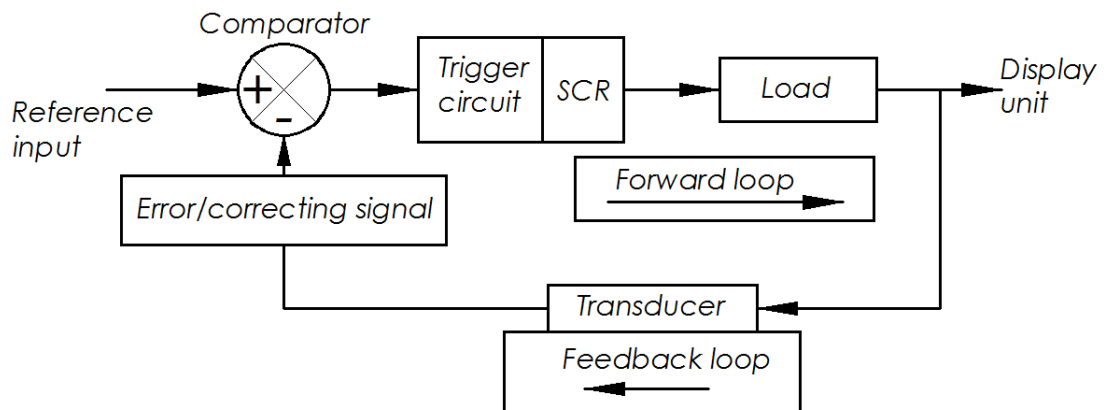 Comparator
Reference
input
+
-
Trigger
circuit
SCR
Load
Display
unit
Error/correcting signal
Forward loop
Transducer
Feedback loop